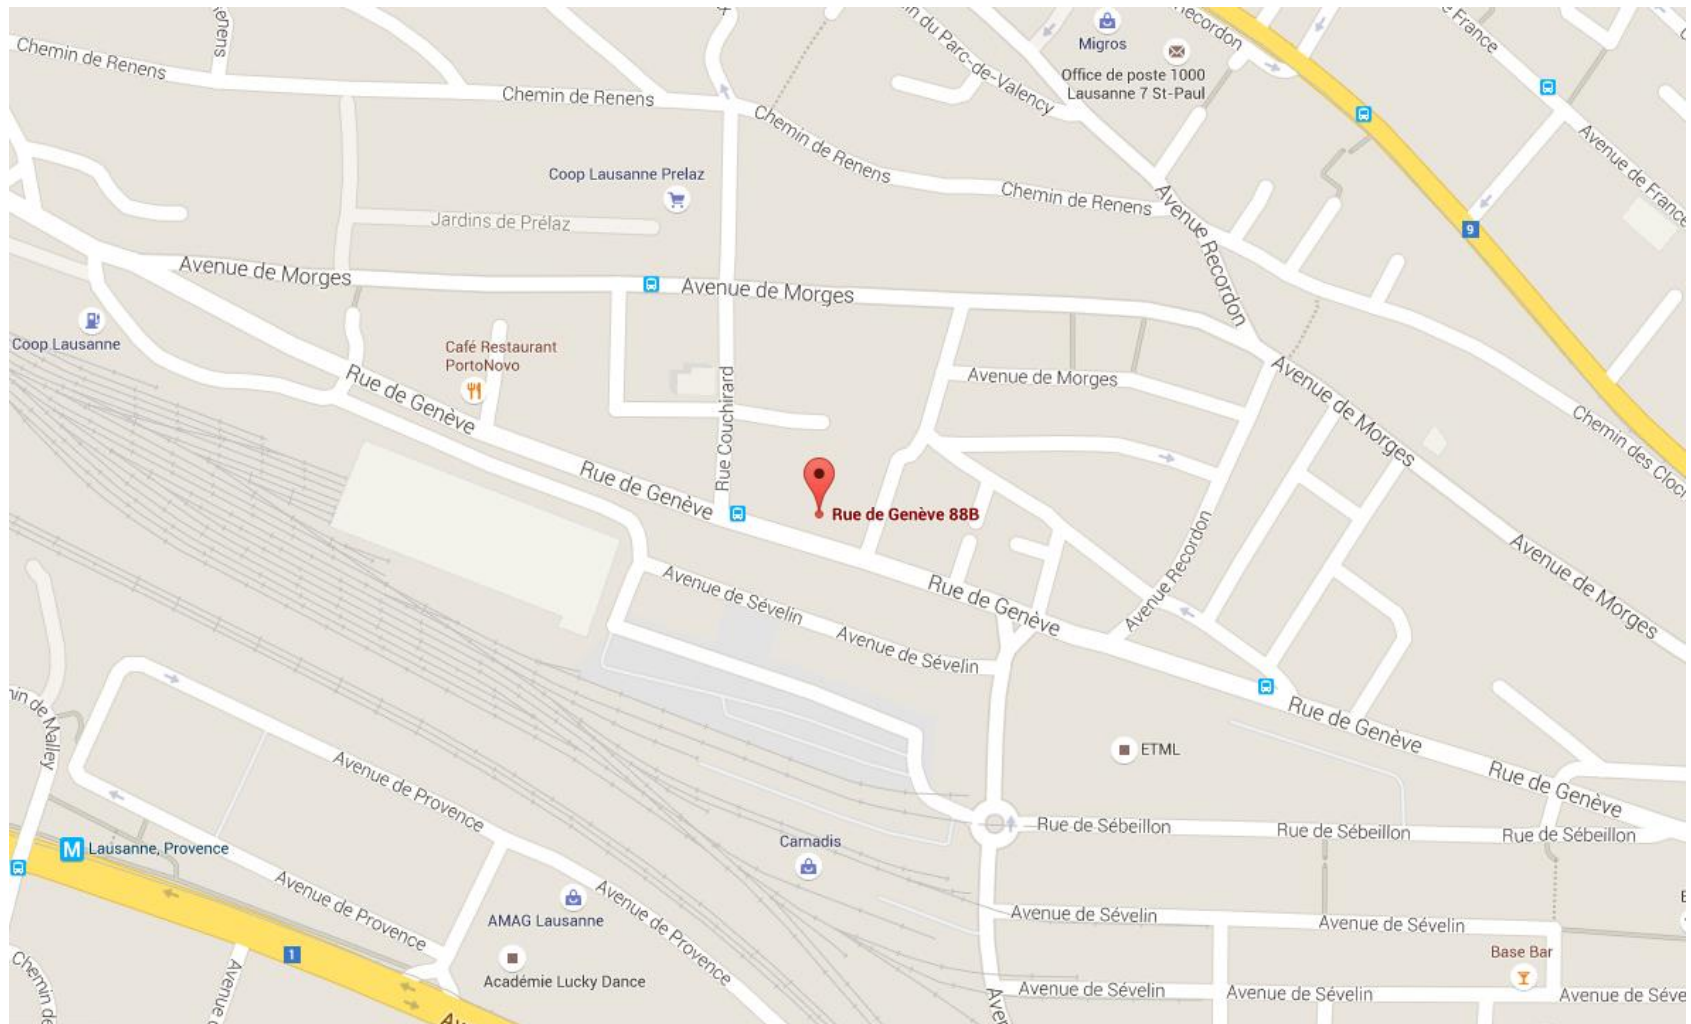 Chemin de Renens
Chemin de Renens
Chemin de Renens
Chemin de Renens
Migros
Office de poste 1000
Lausanne 7 St-Paul
Recordon
Avenue de France
Coop Lausanne Prelaz
Jardins de Prélaz
Avenue Recordon
9
Avenue de Morges
Avenue de Morges
Coop Lausanne
Café Restaurant
PortoNovo
Rue de Genève
Rue Couchirard
Avenue de Morges
Avenue de Morges
Rue de Genève
Rue de Genève 88B
Avenue Recordon
Avenue de Morges
Avenue de Sévelin
Avenue de Sévelin
Rue de Genève
Rue de Genève
Rue de Genève
ETML
Avenue de Provence
Rue de Sébeillon
Rue de Sébeillon
Rue de Sébeillon
M
Lausanne, Provence
Carnadis
Avenue de Provence
Avenue de Provence
AMAG Lausanne
Académie Lucky Dance
1
Avenue de Sévelin
Avenue de Sévelin
Base Bar
Avenue de Sévelin
Avenue de Sévelin